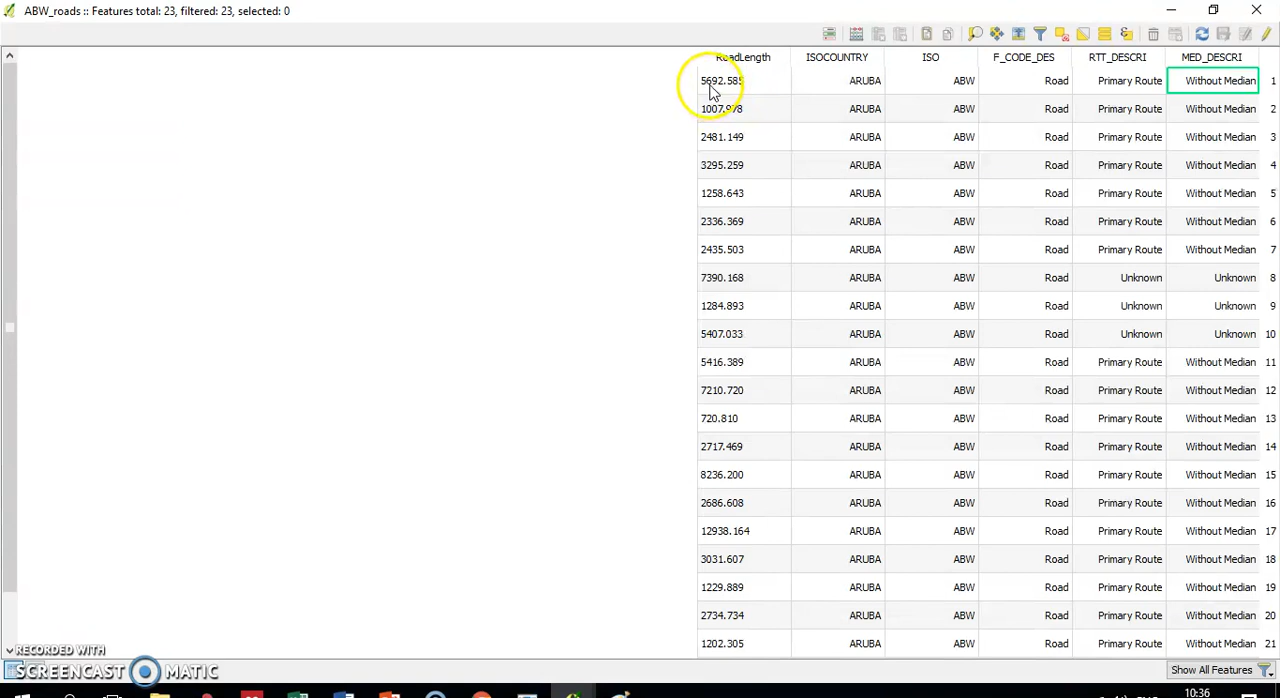 ABW_roads :: Features total: 23, filtered: 23, selected: 0
RoadLength ISOCOUNTRY ISO F_CODE_DES RTT_DESCRI MED_DESCRI
5692.585 ARUBA ABW Road Primary Route Without Median 1
1007.978 ARUBA ABW Road Primary Route Without Median 2
2481.149 ARUBA ABW Road Primary Route Without Median 3
3295.259 ARUBA ABW Road Primary Route Without Median 4
1258.643 ARUBA ABW Road Primary Route Without Median 5
2336.369 ARUBA ABW Road Primary Route Without Median 6
2435.503 ARUBA ABW Road Primary Route Without Median 7
7390.168 ARUBA ABW Road Unknown Unknown 8
1284.893 ARUBA ABW Road Unknown Unknown 9
5407.033 ARUBA ABW Road Unknown Unknown 10
5416.389 ARUBA ABW Road Primary Route Without Median 11
7210.720 ARUBA ABW Road Primary Route Without Median 12
720.810 ARUBA ABW Road Primary Route Without Median 13
2717.469 ARUBA ABW Road Primary Route Without Median 14
8236.200 ARUBA ABW Road Primary Route Without Median 15
2686.608 ARUBA ABW Road Primary Route Without Median 16
12938.164 ARUBA ABW Road Primary Route Without Median 17
3031.607 ARUBA ABW Road Primary Route Without Median 18
1229.889 ARUBA ABW Road Primary Route Without Median 19
2734.734 ARUBA ABW Road Primary Route Without Median 20
1202.305 ARUBA ABW Road Primary Route Without Median 21
RECORDED WITH
SCREENCAST MATIC
Show All Features
10:36